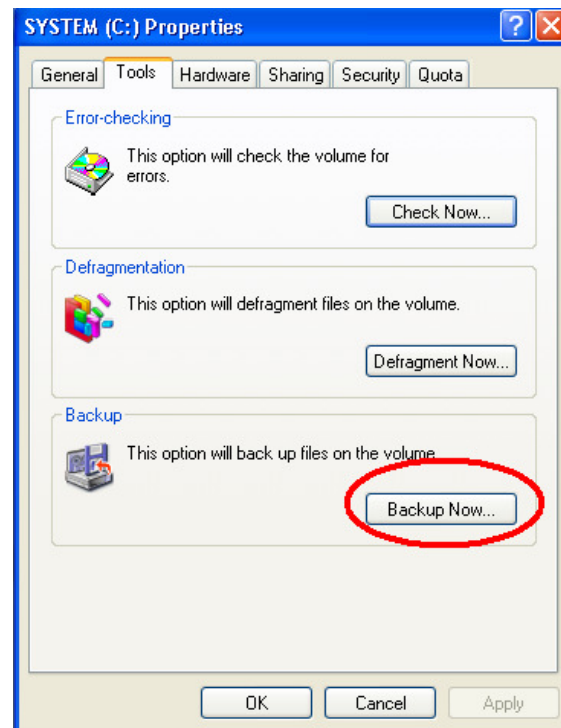 SYSTEM (C:) Properties
General Tools Hardware Sharing Security Quota
Error-checking
This option will check the volume for
errors.
Check Now...
Defragmentation
This option will defragment files on the volume.
Defragment Now...
Backup
This option will back up files on the volume.
Backup Now...
OK Cancel Apply